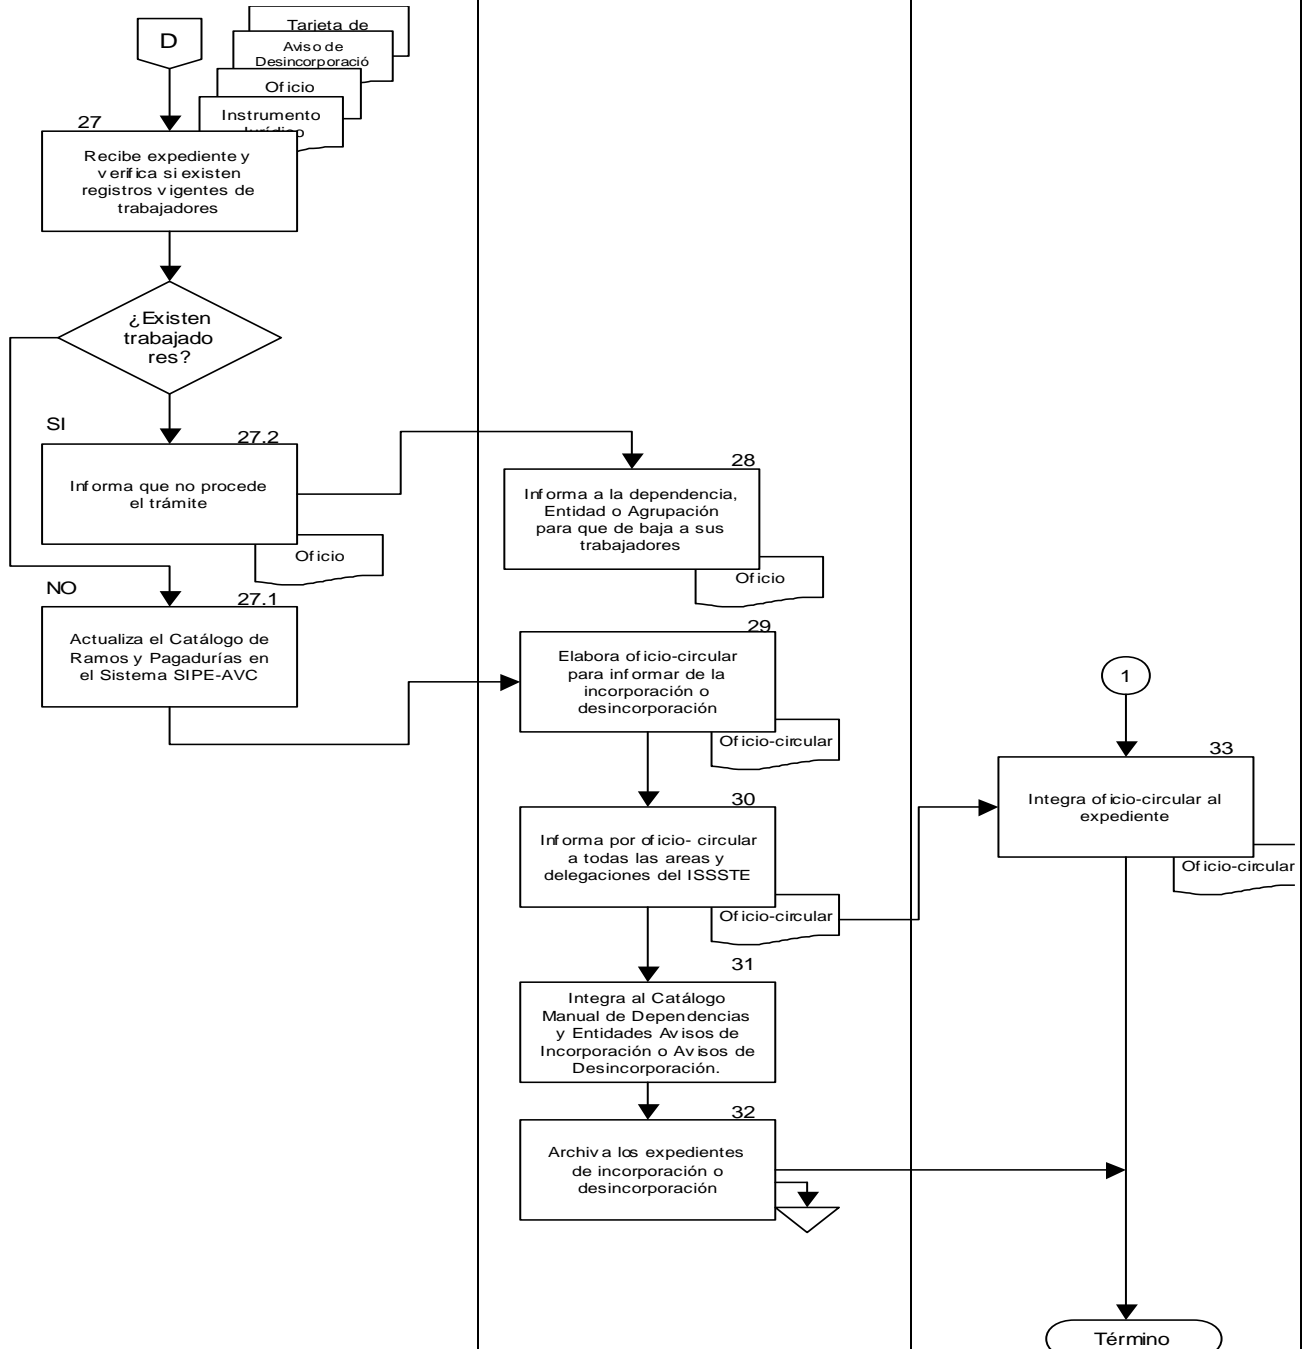 D
Tarjeta de
Aviso de
Desincorporació
Oficio
Instrumento
Jurídico
27
Recibe expediente y
verifica si existen
registros vigentes de
trabajadores
¿Existen
trabajado
res?
SI
27.2
Informa que no procede
el trámite
Oficio
NO
27.1
Actualiza el Catálogo de
Ramos y Pagadurías en
el Sistema SIPE-AVC
28
Informa a la dependencia,
Entidad o Agrupación
para que de baja a sus
trabajadores
Oficio
29
Elabora oficio-circular
para informar de la
incorporación o
desincorporación
Oficio-circular
30
Informa por oficio- circular
a todas las areas y
delegaciones del ISSSTE
Oficio-circular
31
Integra al Catálogo
Manual de Dependencias
y Entidades Avisos de
Incorporación o Avisos de
Desincorporación.
32
Archiva los expedientes
de incorporación o
desincorporación
1
33
Integra oficio-circular al
expediente
Oficio-circular
Término